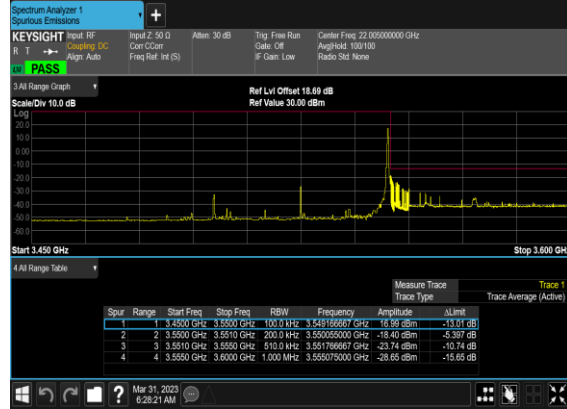 Spectrum Analyzer 1
Spurious Emissions
+
KEYSIGHT Input: RF Input Z: 50 Ω Atten: 30 dB Trig: Free Run Center Freq: 22.005000000 GHz
R T Coupling: DC Corr CCorr Gate: Off Avg|Hold: 100/100
Align: Auto Freq Ref: Int (S) IF Gain: Low Radio Std: None
PASS
3 All Range Graph
Ref Lvl Offset 18.69 dB
Scale/Div 10.0 dB Ref Value 30.00 dBm
Log
20.0
10.0
0.00
-10.0
-20.0
-30.0
-40.0
-50.0
-60.0
Start 3.450 GHz Stop 3.600 GHz
4 All Range Table
Measure Trace Trace 1
Trace Type Trace Average (Active)
Spur Range Start Freq Stop Freq RBW Frequency Amplitude ΔLimit
1 1 3.4500 GHz 3.5500 GHz 100.0 kHz 3.549166667 GHz 16.99 dBm -13.01 dB
2 2 3.5500 GHz 3.5510 GHz 200.0 kHz 3.550055000 GHz -18.40 dBm -5.397 dB
3 3 3.5510 GHz 3.5550 GHz 510.0 kHz 3.551766667 GHz -23.74 dBm -10.74 dB
4 4 3.5550 GHz 3.6000 GHz 1.000 MHz 3.555075000 GHz -28.65 dBm -15.65 dB
? Mar 31, 2023
6:28:21 AM